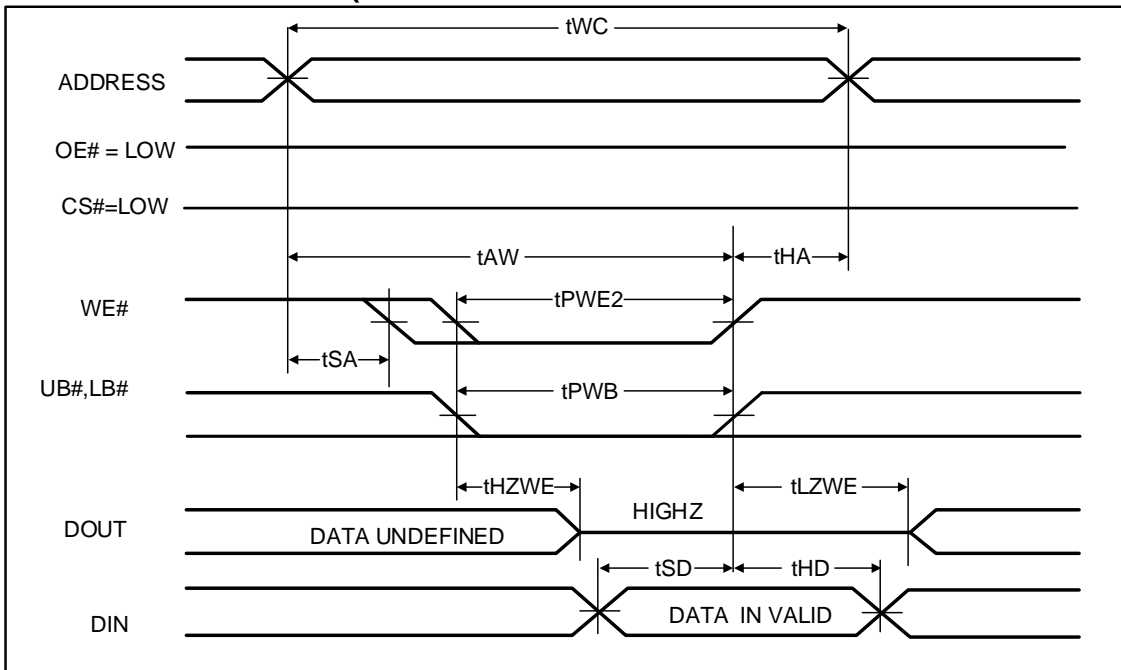 tWC
ADDRESS
OE# = LOW
CS#=LOW
tAW
tHA
WE#
tPWE2
tSA
UB#,LB#
tPWB
tHZWE
tLZWE
HIGHZ
DOUT
DATA UNDEFINED
tSD
tHD
DIN
DATA IN VALID